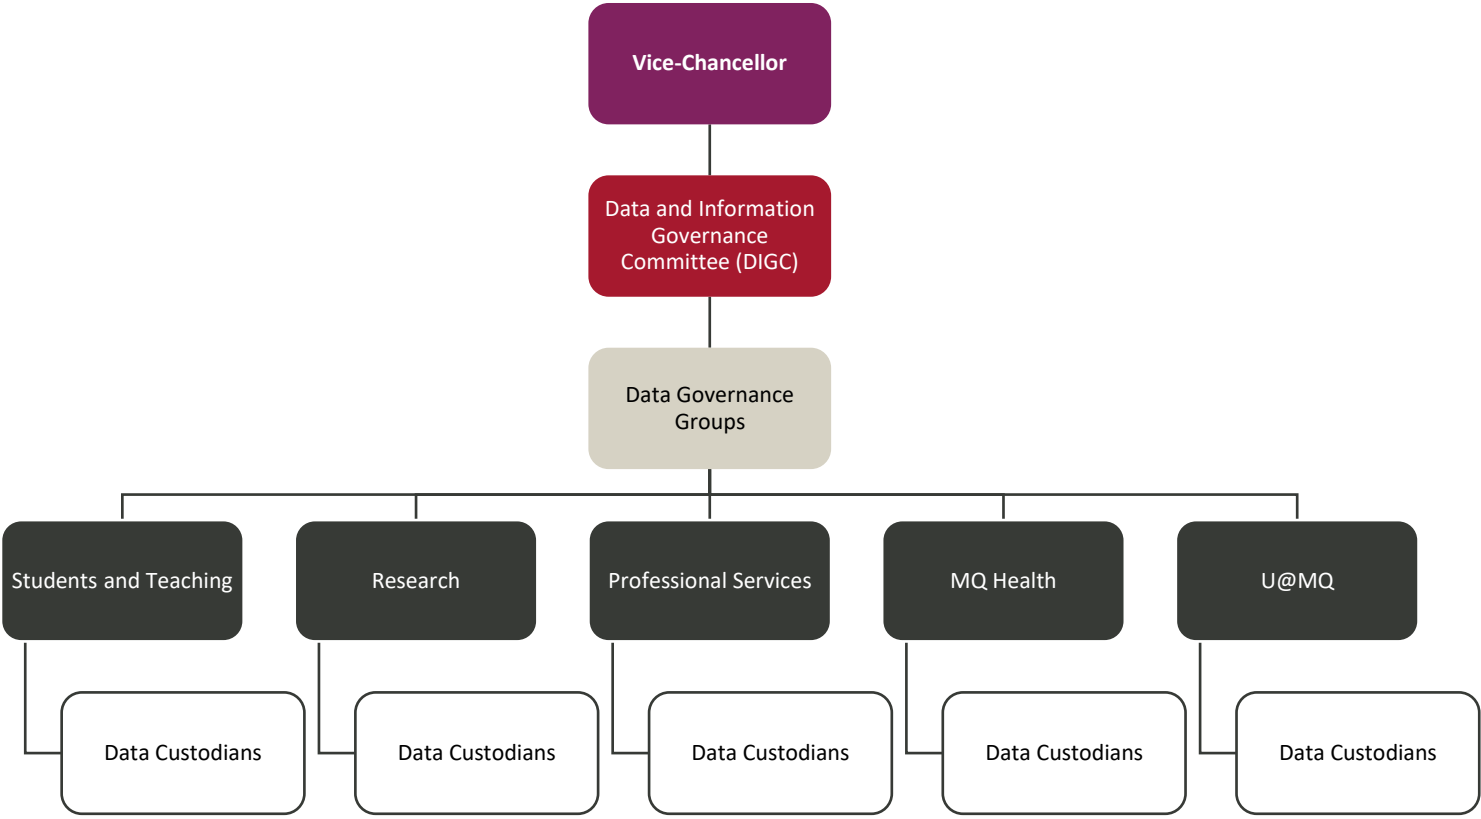 Vice-Chancellor
Data and Information
Governance
Committee (DIGC)
Data Governance
Groups
Students and Teaching
Research
Professional Services
MQ Health
U@MQ
Data Custodians
Data Custodians
Data Custodians
Data Custodians
Data Custodians